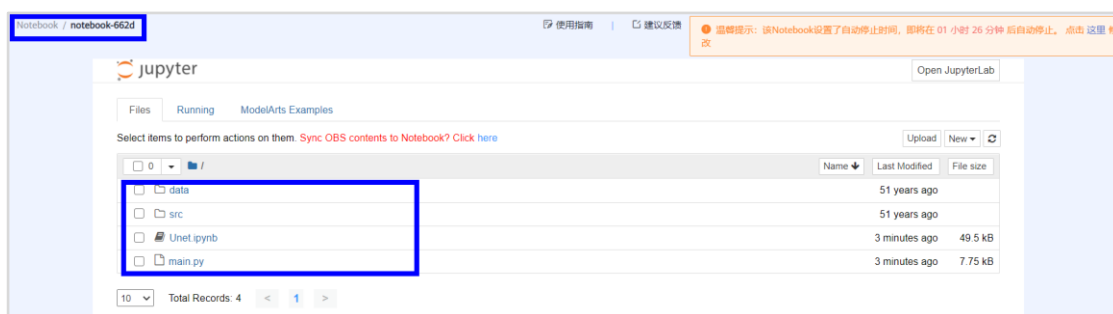 Notebook / notebook-662d
使用指南 | 建议反馈
温馨提示：该Notebook设置了自动停止时间，即将在 01 小时 26 分钟 后自动停止。 点击 这里 修
改
jupyter
Open JupyterLab
Files Running ModelArts Examples
Select items to perform actions on them. Sync OBS contents to Notebook? Click here
Upload New
0 /
Name Last Modified File size
data 51 years ago
src 51 years ago
Unet.ipynb 3 minutes ago 49.5 kB
main.py 3 minutes ago 7.75 kB
10 Total Records: 4 < 1 >